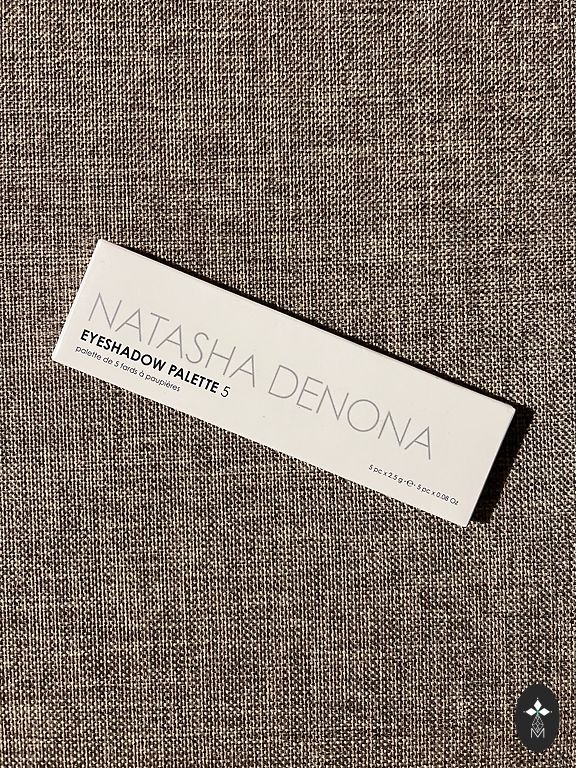 NATASHA DENONA
EYESHADOW PALETTE 5
palette de 5 fards à paupières
5 pc x 2.5 g ℮ 5 pc x 0.08 Oz
M